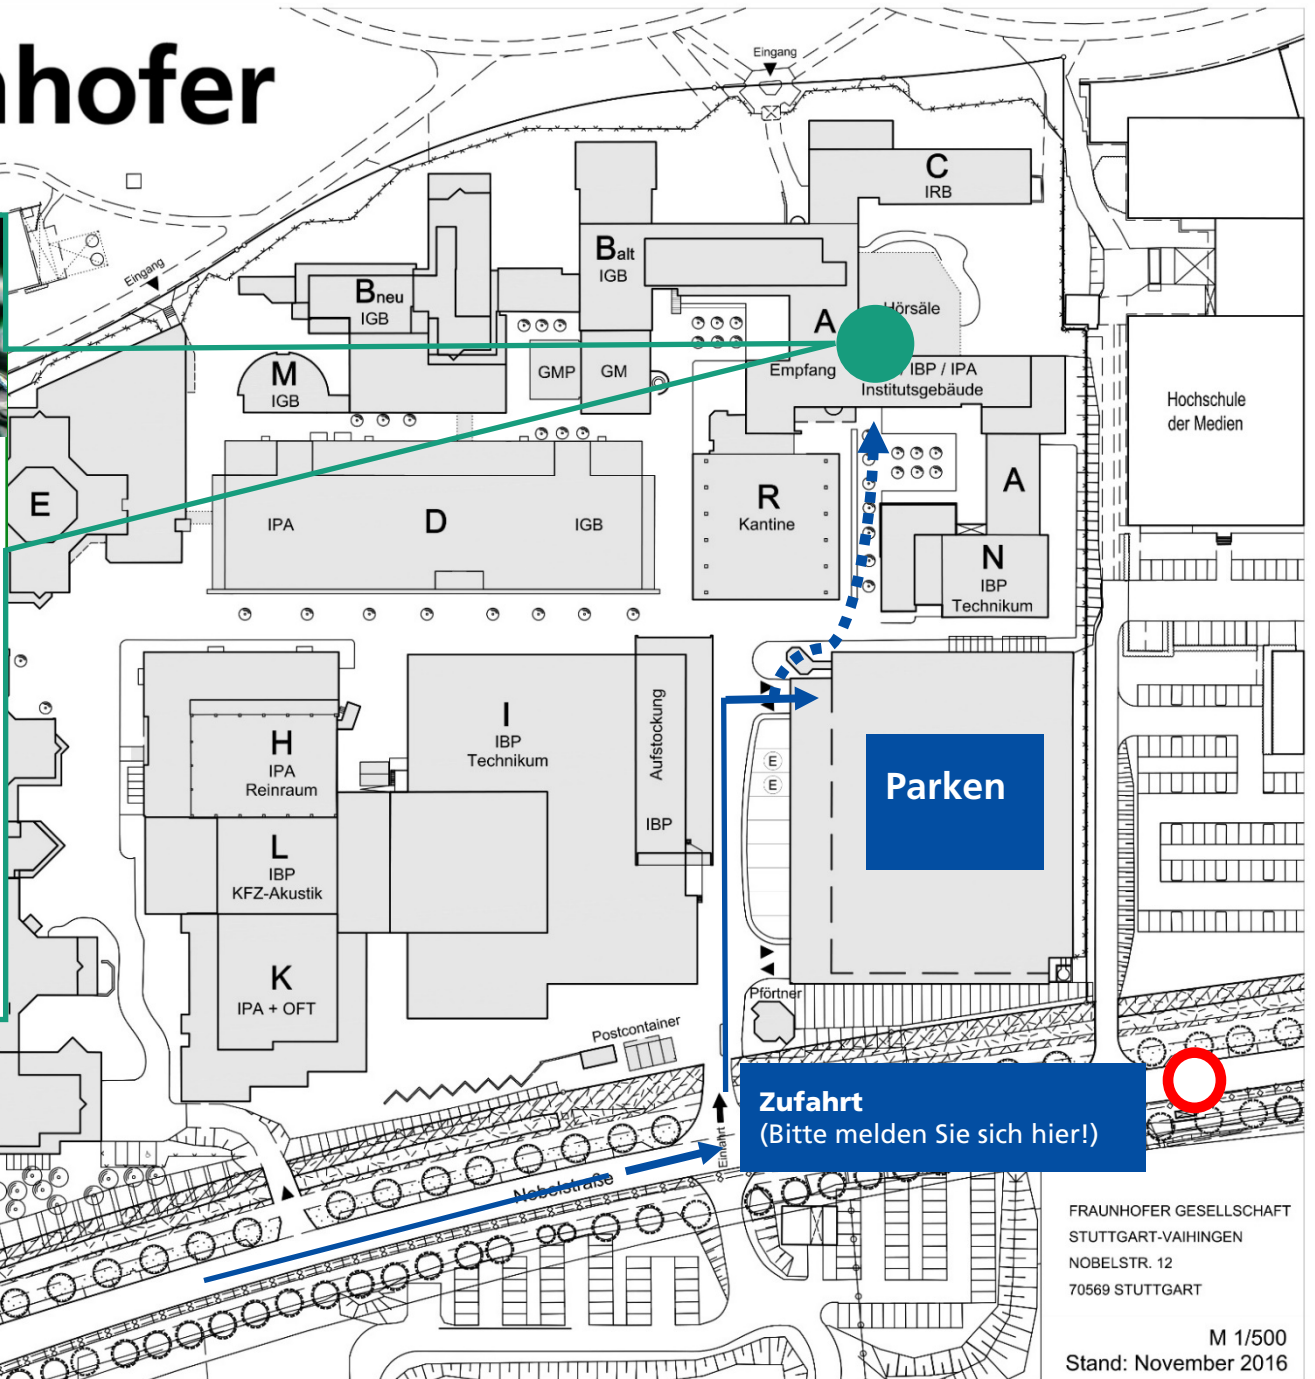 nhofer
Eingang
C
IRB
Eingang
Balt
IGB
Bneu
IGB
Hörsäle
A
Empfang
/ IBP / IPA
Institutsgebäude
M
IGB
GMP
GM
Hochschule
der Medien
E
IPA
D
IGB
R
Kantine
A
N
IBP
Technikum
H
IPA
Reinraum
I
IBP
Technikum
Aufstockung
IBP
E
E
Parken
L
IBP
KFZ-Akustik
K
IPA + OFT
Pförtner
Postcontainer
Zufahrt
(Bitte melden Sie sich hier!)
Einfahrt
Nobelstraße
FRAUNHOFER GESELLSCHAFT
STUTTGART-VAIHINGEN
NOBELSTR. 12
70569 STUTTGART
M 1/500
Stand: November 2016